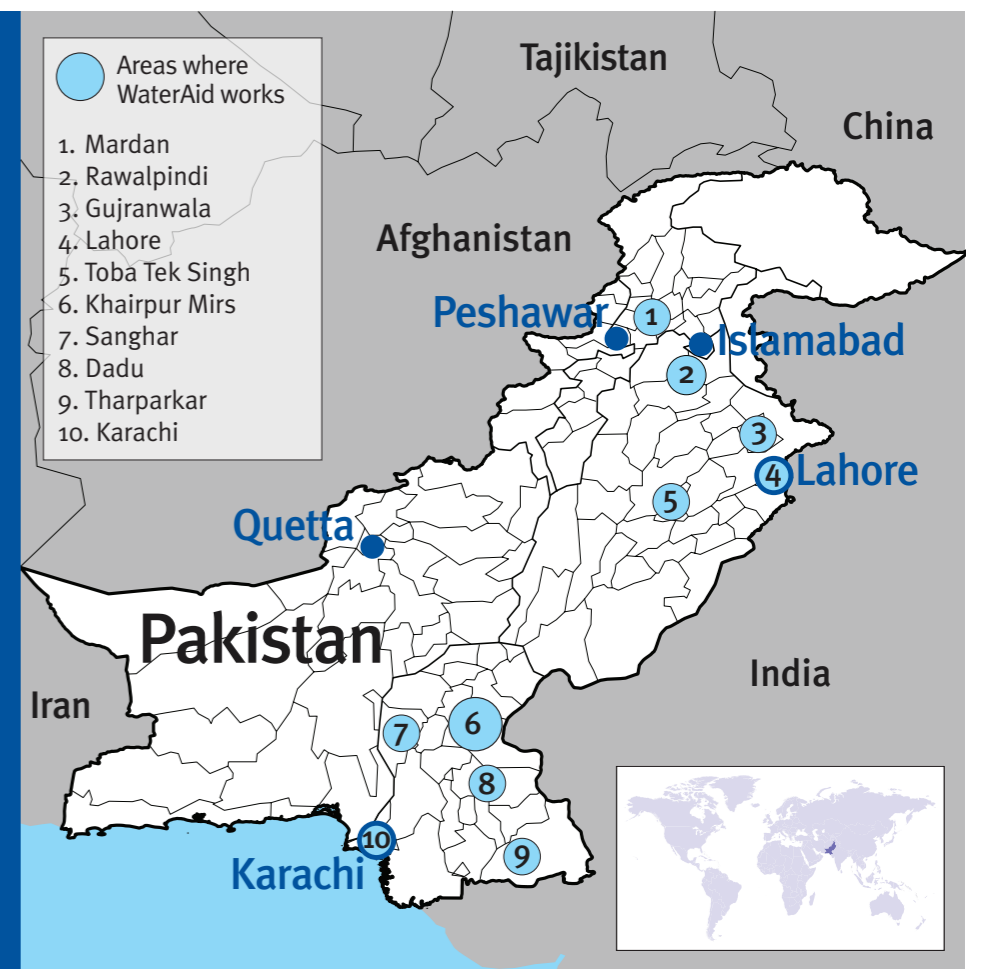 Areas where
WaterAid works
1. Mardan
2. Rawalpindi
3. Gujranwala
4. Lahore
5. Toba Tek Singh
6. Khairpur Mirs
7. Sanghar
8. Dadu
9. Tharparkar
10. Karachi
Tajikistan
China
Afghanistan
Peshawar
1
Islamabad
2
3
4
Lahore
5
Quetta
Pakistan
India
Iran
6
7
8
10
9
Karachi